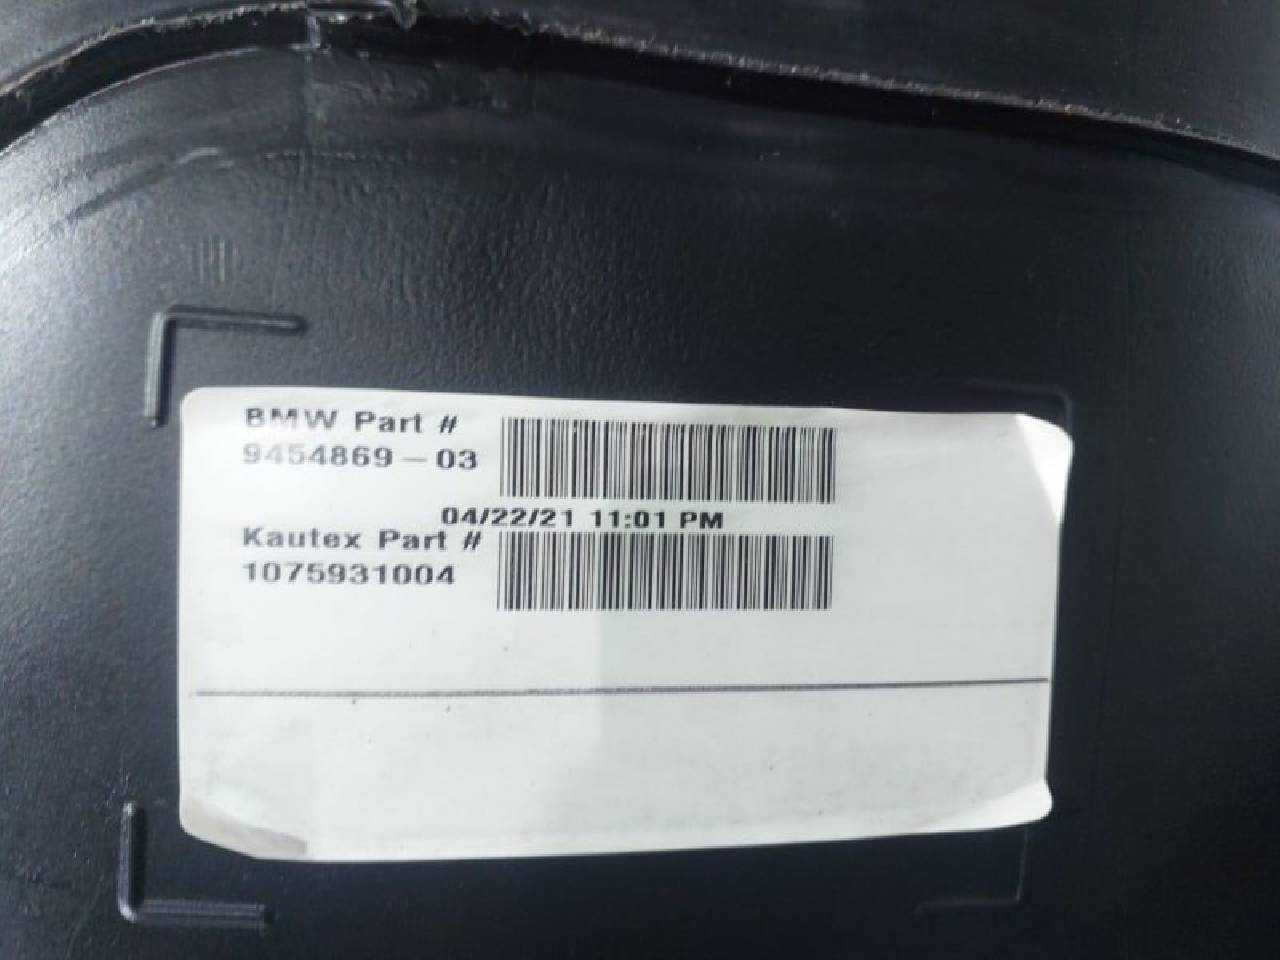 BMW Part #
9454869-03
04/22/21 11:01 PM
Kautex Part #
1075931004